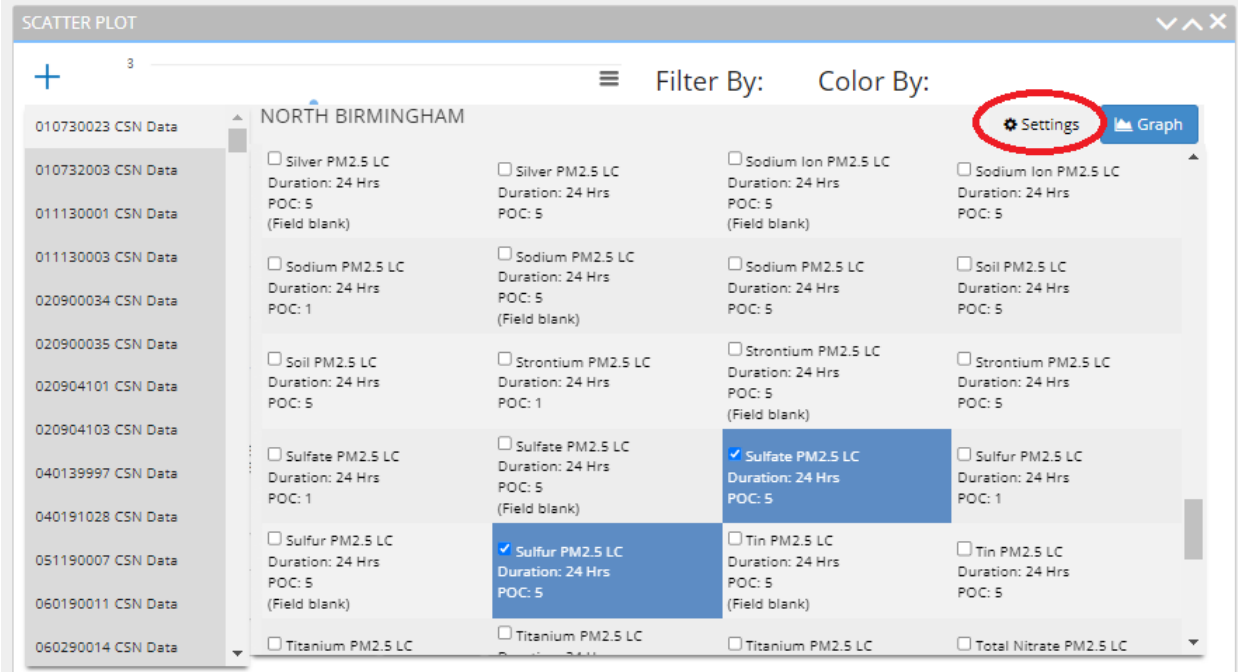 SCATTER PLOT
3
Filter By:
Color By:
NORTH BIRMINGHAM
Settings
Graph
010730023 CSN Data
010732003 CSN Data
011130001 CSN Data
011130003 CSN Data
020900034 CSN Data
020900035 CSN Data
020904101 CSN Data
020904103 CSN Data
040139997 CSN Data
040191028 CSN Data
051190007 CSN Data
060190011 CSN Data
060290014 CSN Data
Silver PM2.5 LC
Duration: 24 Hrs
POC: 5
(Field blank)
Silver PM2.5 LC
Duration: 24 Hrs
POC: 5
Sodium Ion PM2.5 LC
Duration: 24 Hrs
POC: 5
(Field blank)
Sodium Ion PM2.5 LC
Duration: 24 Hrs
POC: 5
Sodium PM2.5 LC
Duration: 24 Hrs
POC: 1
Sodium PM2.5 LC
Duration: 24 Hrs
POC: 5
(Field blank)
Sodium PM2.5 LC
Duration: 24 Hrs
POC: 5
Soil PM2.5 LC
Duration: 24 Hrs
POC: 5
Soil PM2.5 LC
Duration: 24 Hrs
POC: 5
Strontium PM2.5 LC
Duration: 24 Hrs
POC: 1
Strontium PM2.5 LC
Duration: 24 Hrs
POC: 5
(Field blank)
Strontium PM2.5 LC
Duration: 24 Hrs
POC: 5
Sulfate PM2.5 LC
Duration: 24 Hrs
POC: 1
Sulfate PM2.5 LC
Duration: 24 Hrs
POC: 5
(Field blank)
Sulfate PM2.5 LC
Duration: 24 Hrs
POC: 5
Sulfur PM2.5 LC
Duration: 24 Hrs
POC: 1
Sulfur PM2.5 LC
Duration: 24 Hrs
POC: 5
(Field blank)
Sulfur PM2.5 LC
Duration: 24 Hrs
POC: 5
Tin PM2.5 LC
Duration: 24 Hrs
POC: 5
(Field blank)
Tin PM2.5 LC
Duration: 24 Hrs
POC: 5
Titanium PM2.5 LC
Titanium PM2.5 LC
Titanium PM2.5 LC
Total Nitrate PM2.5 LC